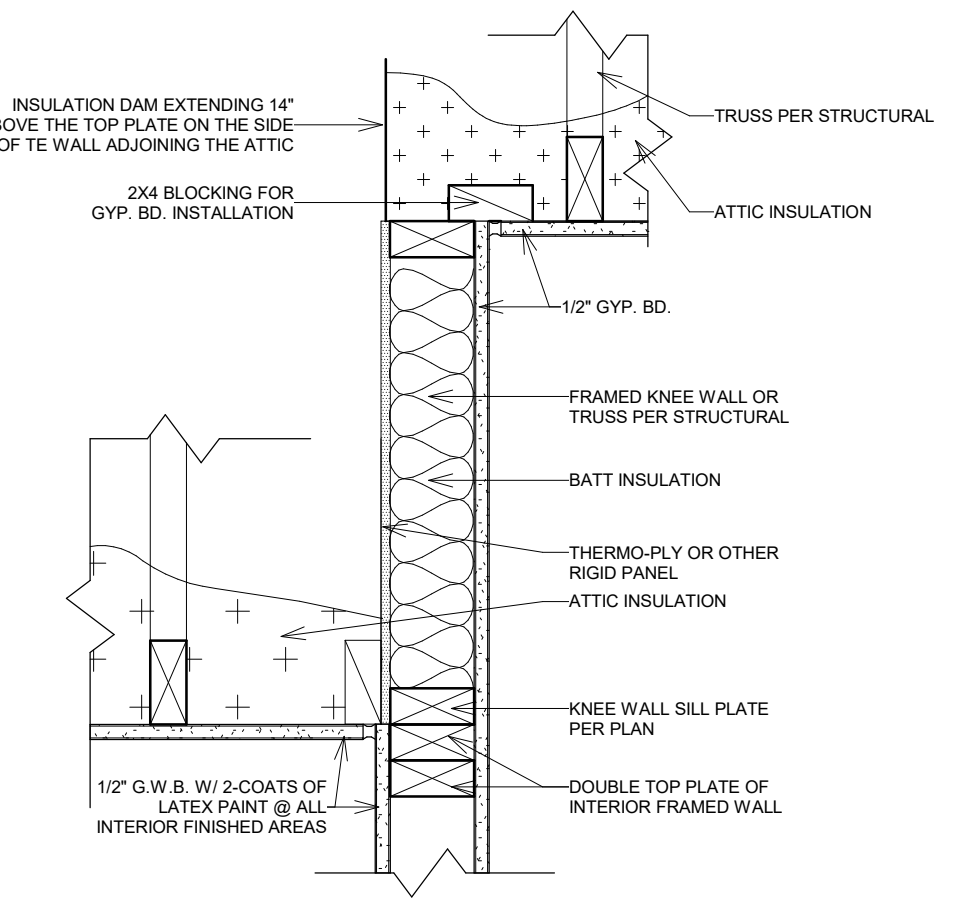 INSULATION DAM EXTENDING 14"
BOVE THE TOP PLATE ON THE SIDE
OF TE WALL ADJOINING THE ATTIC
2X4 BLOCKING FOR
GYP. BD. INSTALLATION
TRUSS PER STRUCTURAL
ATTIC INSULATION
1/2" GYP. BD.
FRAMED KNEE WALL OR
TRUSS PER STRUCTURAL
BATT INSULATION
THERMO-PLY OR OTHER
RIGID PANEL
ATTIC INSULATION
KNEE WALL SILL PLATE
PER PLAN
DOUBLE TOP PLATE OF
INTERIOR FRAMED WALL
1/2" G.W.B. W/ 2-COATS OF
LATEX PAINT @ ALL
INTERIOR FINISHED AREAS